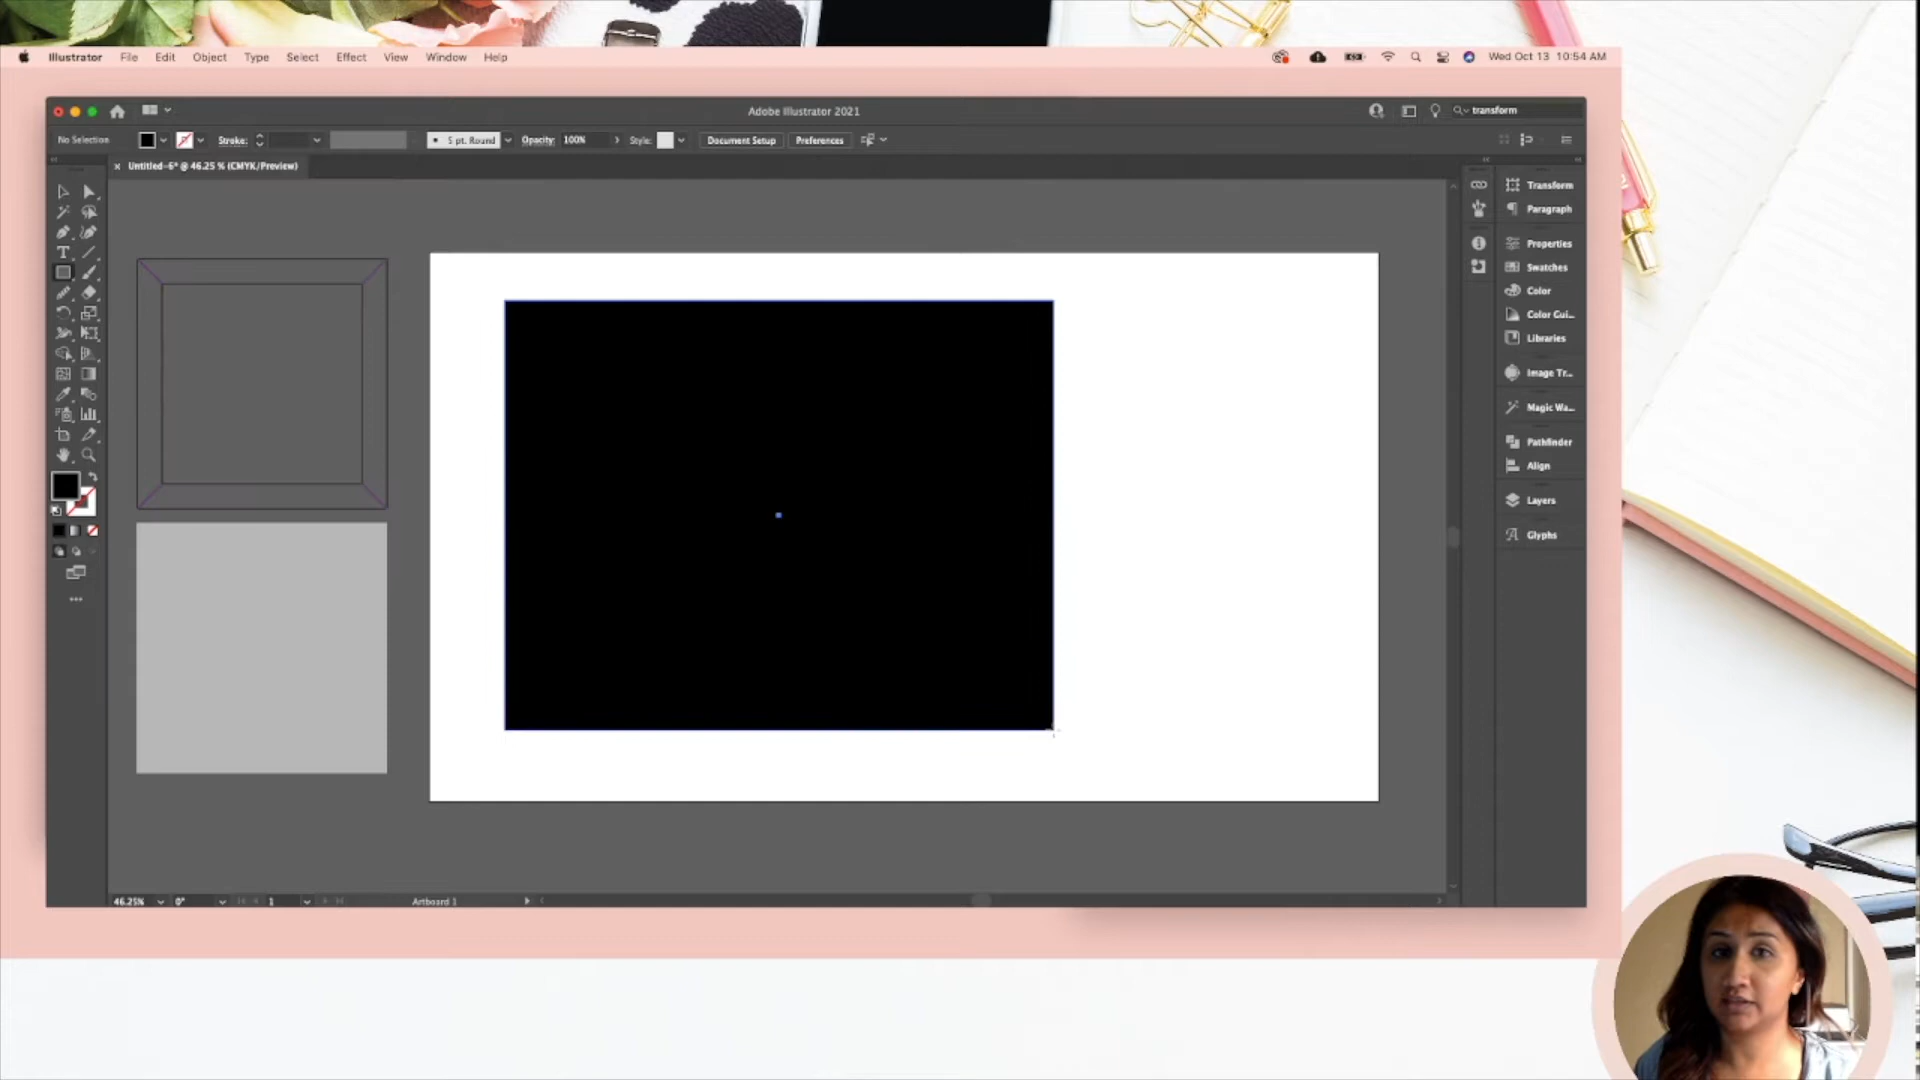 Illustrator File Edit Object Type Select Effect View Window Help Wed Oct 13 10:54 AM
Adobe Illustrator 2021 transform
No Selection Stroke: 5 pt. Round Opacity: 100% Style: Document Setup Preferences
× Untitled-6* @ 46.25 % (CMYK/Preview)
Transform
Paragraph
Properties
Swatches
Color
Color Gui...
Libraries
Image Tr...
Magic Wa...
Pathfinder
Align
Layers
Glyphs
46.25% 0° 1 Artboard 1